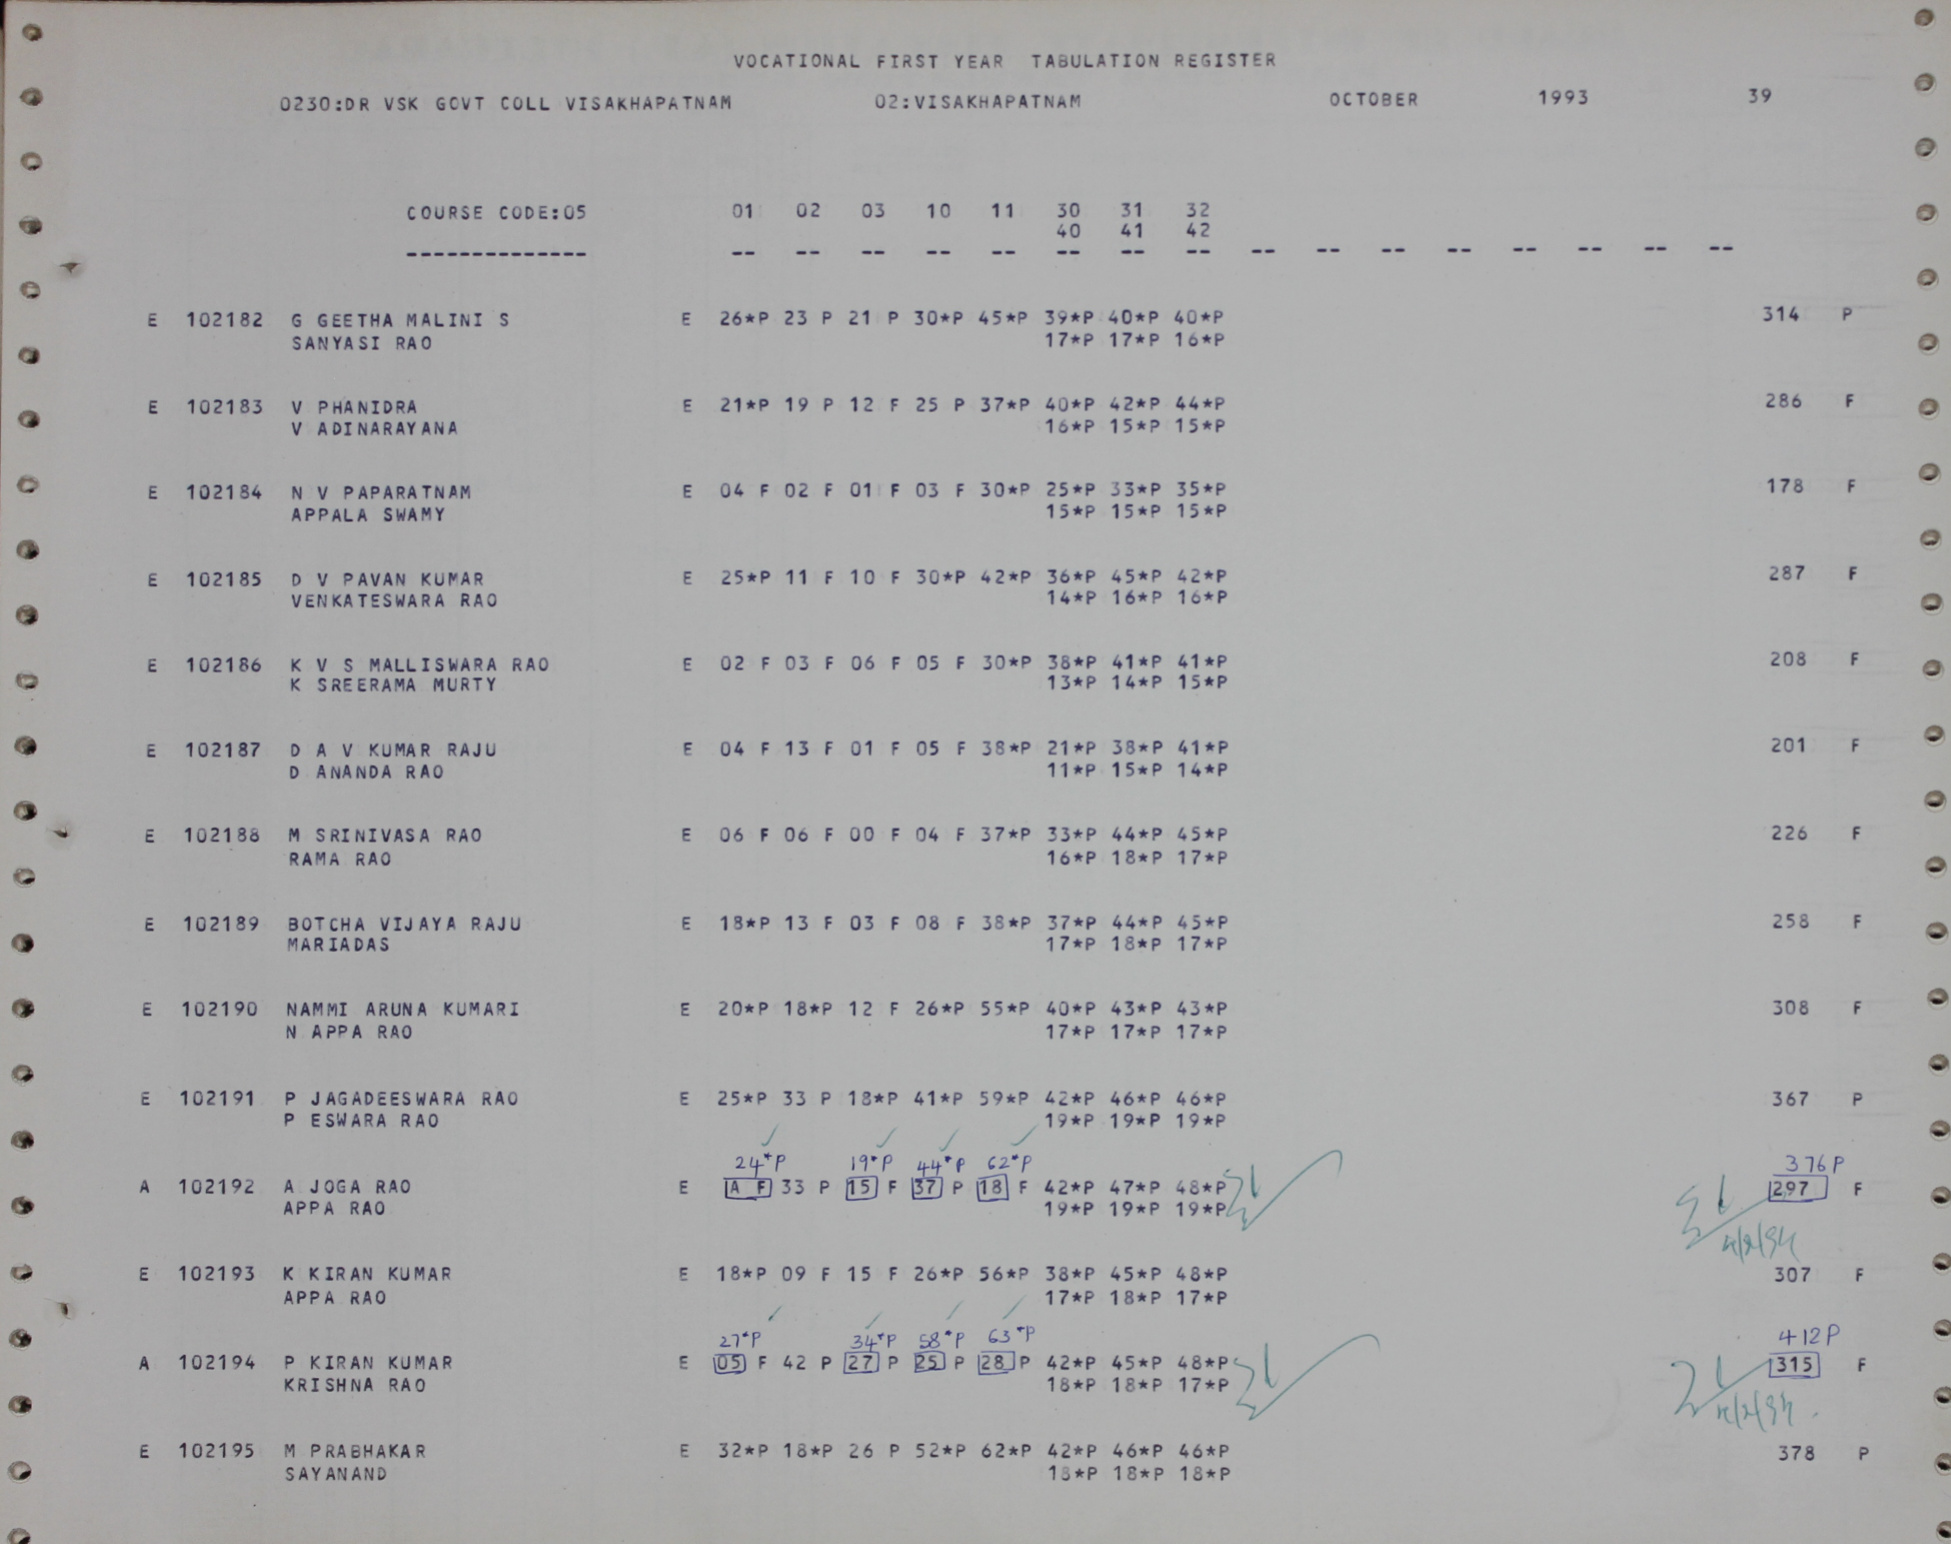 VOCATIONAL FIRST YEAR TABULATION REGISTER
0230:DR VSK GOVT COLL VISAKHAPATNAM 02:VISAKHAPATNAM OCTOBER 1993 39
COURSE CODE:05 01 02 03 10 11 30 31 32
40 41 42
-------------- -- -- -- -- -- -- -- -- -- -- -- -- -- -- -- --
E 102182 G GEETHA MALINI S E 26*P 23 P 21 P 30*P 45*P 39*P 40*P 40*P 314 P
SANYASI RAO 17*P 17*P 16*P
E 102183 V PHANIDRA E 21*P 19 P 12 F 25 P 37*P 40*P 42*P 44*P 286 F
V ADINARAYANA 16*P 15*P 15*P
E 102184 N V PAPARATNAM E 04 F 02 F 01 F 03 F 30*P 25*P 33*P 35*P 178 F
APPALA SWAMY 15*P 15*P 15*P
E 102185 D V PAVAN KUMAR E 25*P 11 F 10 F 30*P 42*P 36*P 45*P 42*P 287 F
VENKATESWARA RAO 14*P 16*P 16*P
E 102186 K V S MALLISWARA RAO E 02 F 03 F 06 F 05 F 30*P 38*P 41*P 41*P 208 F
K SREERAMA MURTY 13*P 14*P 15*P
E 102187 D A V KUMAR RAJU E 04 F 13 F 01 F 05 F 38*P 21*P 38*P 41*P 201 F
D ANANDA RAO 11*P 15*P 14*P
E 102188 M SRINIVASA RAO E 06 F 06 F 00 F 04 F 37*P 33*P 44*P 45*P 226 F
RAMA RAO 16*P 18*P 17*P
E 102189 BOTCHA VIJAYA RAJU E 18*P 13 F 03 F 08 F 38*P 37*P 44*P 45*P 258 F
MARIADAS 17*P 18*P 17*P
E 102190 NAMMI ARUNA KUMARI E 20*P 18*P 12 F 26*P 55*P 40*P 43*P 43*P 308 F
N APPA RAO 17*P 17*P 17*P
E 102191 P JAGADEESWARA RAO E 25*P 33 P 18*P 41*P 59*P 42*P 46*P 46*P 367 P
P ESWARA RAO 19*P 19*P 19*P
24*P 19*P 44*P 62*P 376 P
A 102192 A JOGA RAO E A F 33 P 15 F 37 P 18 F 42*P 47*P 48*P 297 F
APPA RAO 19*P 19*P 19*P
E 102193 K KIRAN KUMAR E 18*P 09 F 15 F 26*P 56*P 38*P 45*P 48*P 307 F
APPA RAO 17*P 18*P 17*P
27*P 34*P 58*P 63*P 412 P
A 102194 P KIRAN KUMAR E 05 F 42 P 27 P 25 P 28 P 42*P 45*P 48*P 315 F
KRISHNA RAO 18*P 18*P 17*P
E 102195 M PRABHAKAR E 32*P 18*P 26 P 52*P 62*P 42*P 46*P 46*P 378 P
SAYANAND 18*P 18*P 18*P